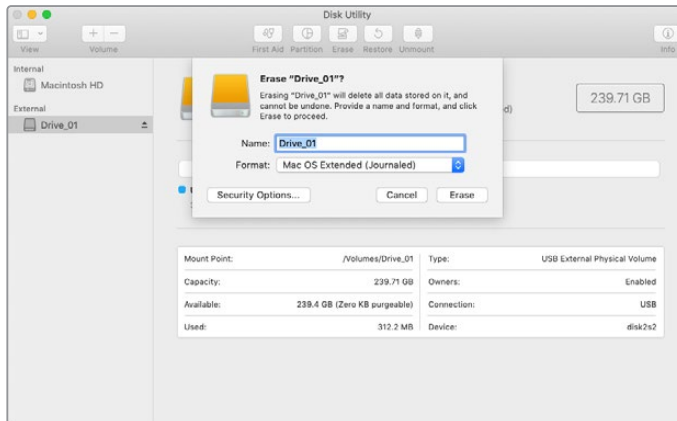 Disk Utility
View
Volume
First Aid Partition Erase Restore Unmount
Info
Internal
Macintosh HD
External
Drive_01
Erase "Drive_01"?
Erasing "Drive_01" will delete all data stored on it, and
cannot be undone. Provide a name and format, and click
Erase to proceed.
Name: Drive_01
Format: Mac OS Extended (Journaled)
Security Options... Cancel Erase
239.71 GB
Mount Point: /Volumes/Drive_01 Type: USB External Physical Volume
Capacity: 239.71 GB Owners: Enabled
Available: 239.4 GB (Zero KB purgeable) Connection: USB
Used: 312.2 MB Device: disk2s2